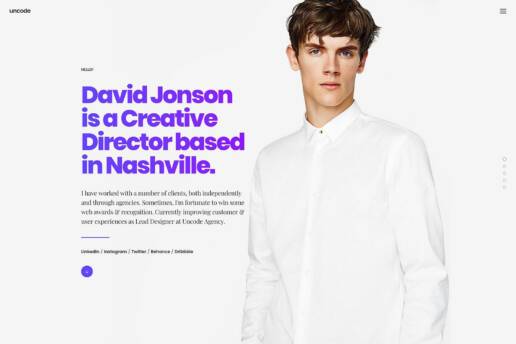 uncode
HELLO!
David Jonson
is a Creative
Director based
in Nashville.
I have worked with a number of clients, both independently
and through agencies. Sometimes, I'm fortunate to win some
web awards & recognition. Currently improving customer &
user experiences as Lead Designer at Uncode Agency.
LinkedIn / Instagram / Twitter / Behance / Dribbble